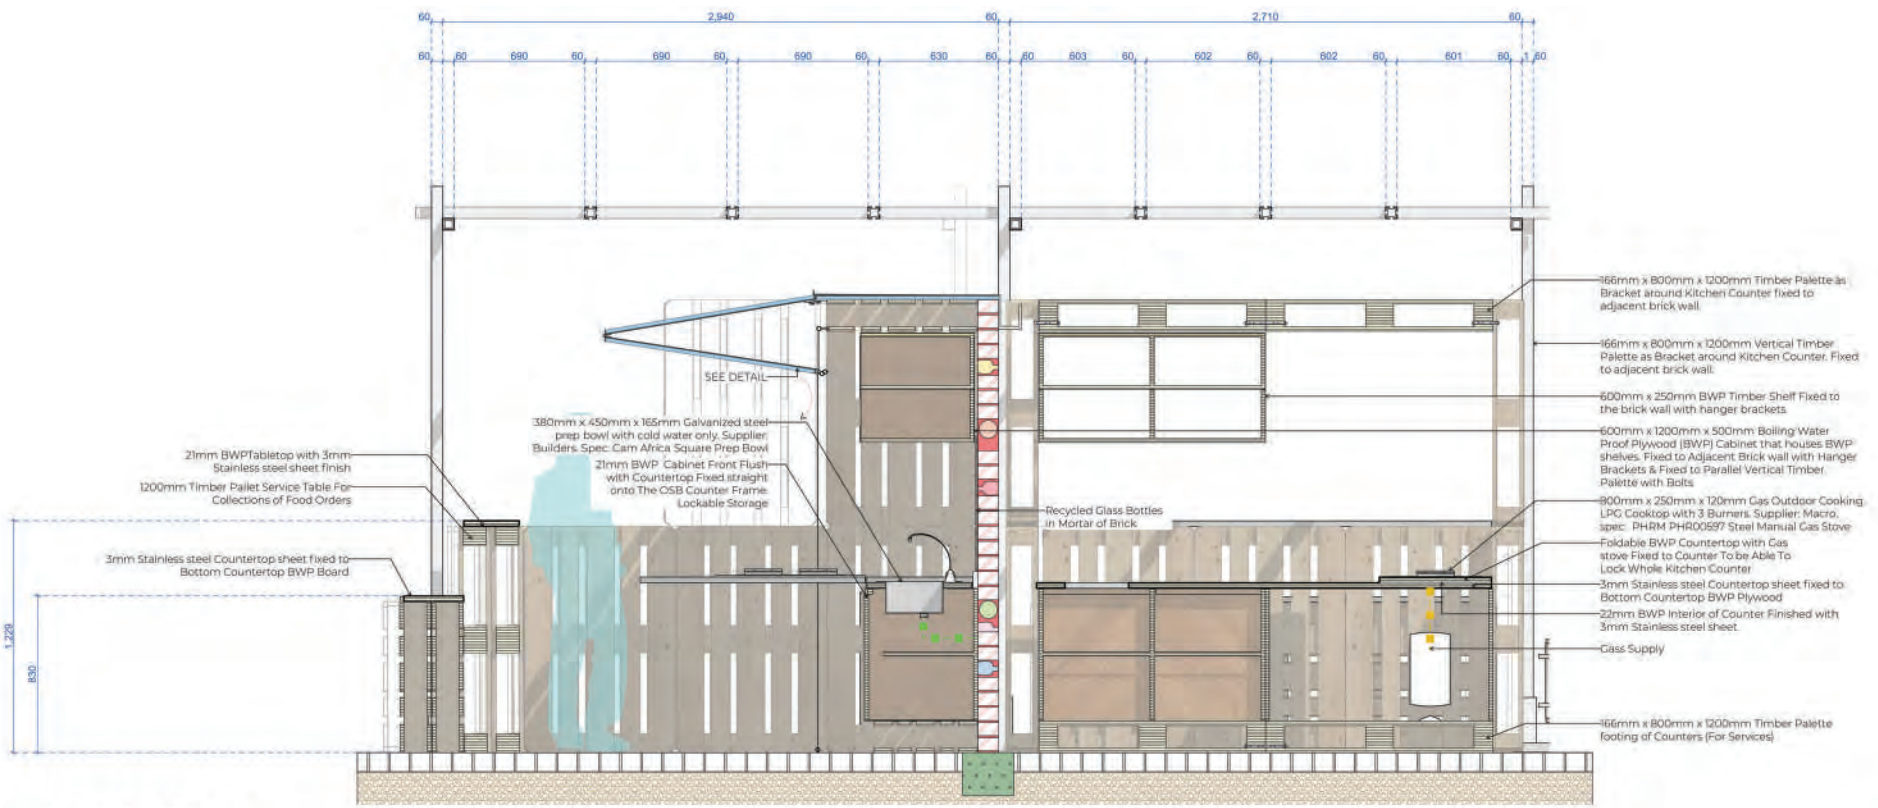 60 2,940 60 2,710 60
60 60 690 60 690 60 690 60 630 60 60 603 60 602 60 602 60 601 60 1 60
166mm x 800mm x 1200mm Timber Palette as
Bracket around Kitchen Counter fixed to
adjacent brick wall.
166mm x 800mm x 1200mm Vertical Timber
Palette as Bracket around Kitchen Counter. Fixed
to adjacent brick wall.
SEE DETAIL
600mm x 250mm BWP Timber Shelf Fixed to
the brick wall with hanger brackets
380mm x 450mm x 165mm Galvanized steel
prep bowl with cold water only. Supplier:
Builders. Spec: Cam Africa Square Prep Bowl
600mm x 1200mm x 500mm Boiling Water
Proof Plywood (BWP) Cabinet that houses BWP
shelves. Fixed to Adjacent Brick wall with Hanger
Brackets & Fixed to Parallel Vertical Timber
Palette with Bolts
21mm BWPTabletop with 3mm
Stainless steel sheet finish
21mm BWP Cabinet Front Flush
with Countertop Fixed straight
onto The OSB Counter Frame.
Lockable Storage
1200mm Timber Pallet Service Table For
Collections of Food Orders
Recycled Glass Bottles
in Mortar of Brick
800mm x 250mm x 120mm Gas Outdoor Cooking
LPG Cooktop with 3 Burners. Supplier: Macro,
spec: PHRM PHR00597 Steel Manual Gas Stove
Foldable BWP Countertop with Gas
stove Fixed to Counter To be Able To
Lock Whole Kitchen Counter
3mm Stainless steel Countertop sheet fixed to
Bottom Countertop BWP Board
3mm Stainless steel Countertop sheet fixed to
Bottom Countertop BWP Plywood
22mm BWP Interior of Counter Finished with
3mm Stainless steel sheet
Gass Supply
1,229
830
166mm x 800mm x 1200mm Timber Palette
footing of Counters (For Services)